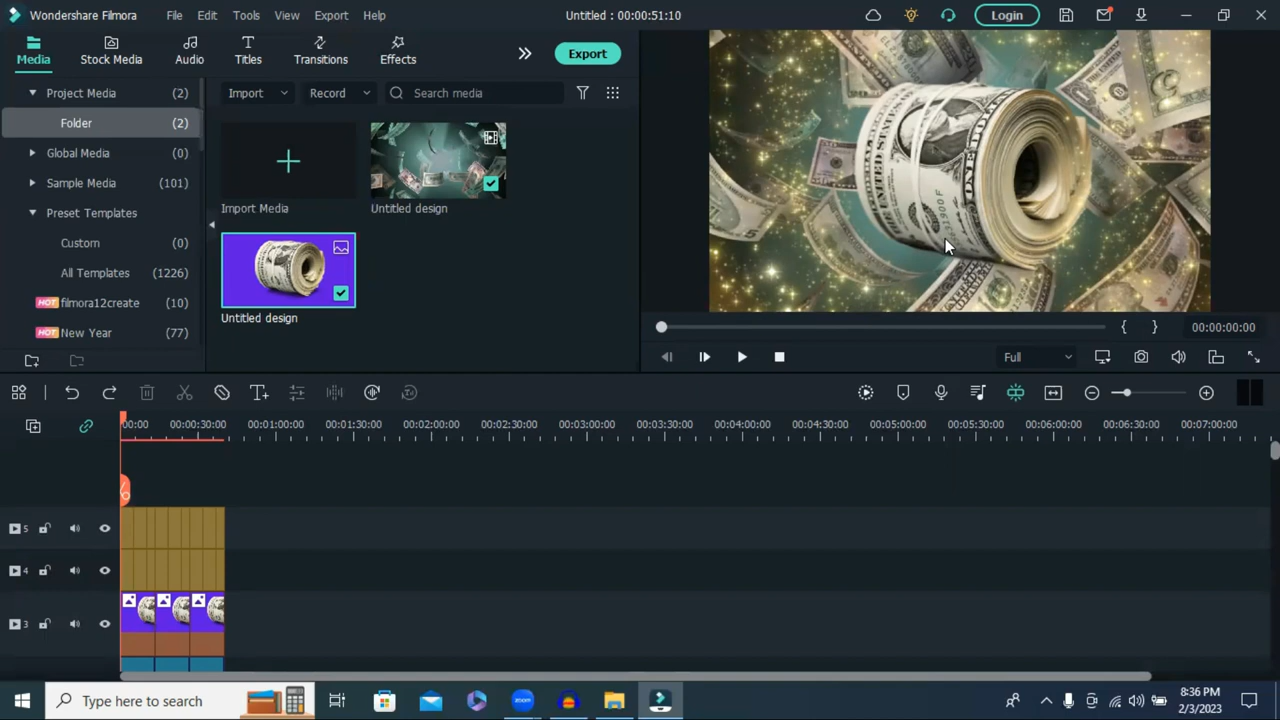 Wondershare Filmora
File
Edit
Tools
View
Export
Help
Untitled : 00:00:51:10
Login
Media
Stock Media
Audio
Titles
Transitions
Effects
Export
Project Media (2)
Folder (2)
Global Media (0)
Sample Media (101)
Preset Templates
Custom (0)
All Templates (1226)
HOT filmora12create (10)
HOT New Year (77)
Import
Record
Search media
Import Media
Untitled design
Untitled design
{ }
00:00:00:00
Full
00:00
00:00:30:00
00:01:00:00
00:01:30:00
00:02:00:00
00:02:30:00
00:03:00:00
00:03:30:00
00:04:00:00
00:04:30:00
00:05:00:00
00:05:30:00
00:06:00:00
00:06:30:00
00:07:00:00
5
4
3
Type here to search
zoom
8:36 PM
2/3/2023